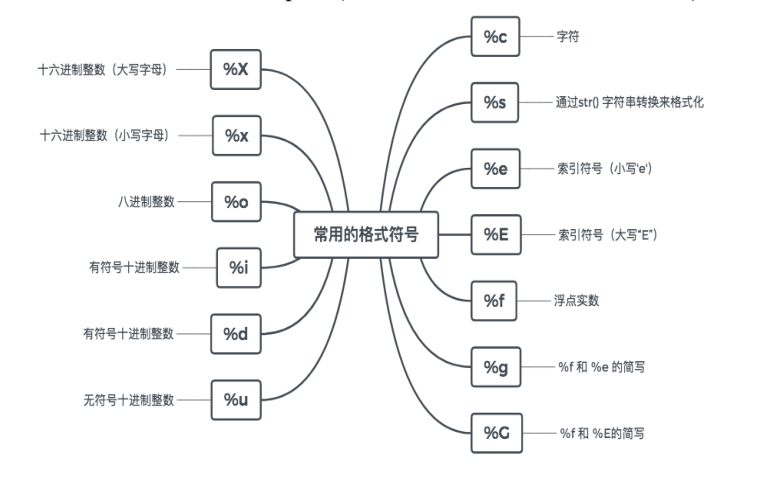 常用的格式符号
%c 字符
%s 通过str() 字符串转换来格式化
%e 索引符号（小写'e'）
%E 索引符号（大写“E”）
%f 浮点实数
%g %f 和 %e 的简写
%G %f 和 %E的简写
十六进制整数（大写字母） %X
十六进制整数（小写字母） %x
八进制整数 %o
有符号十进制整数 %i
有符号十进制整数 %d
无符号十进制整数 %u